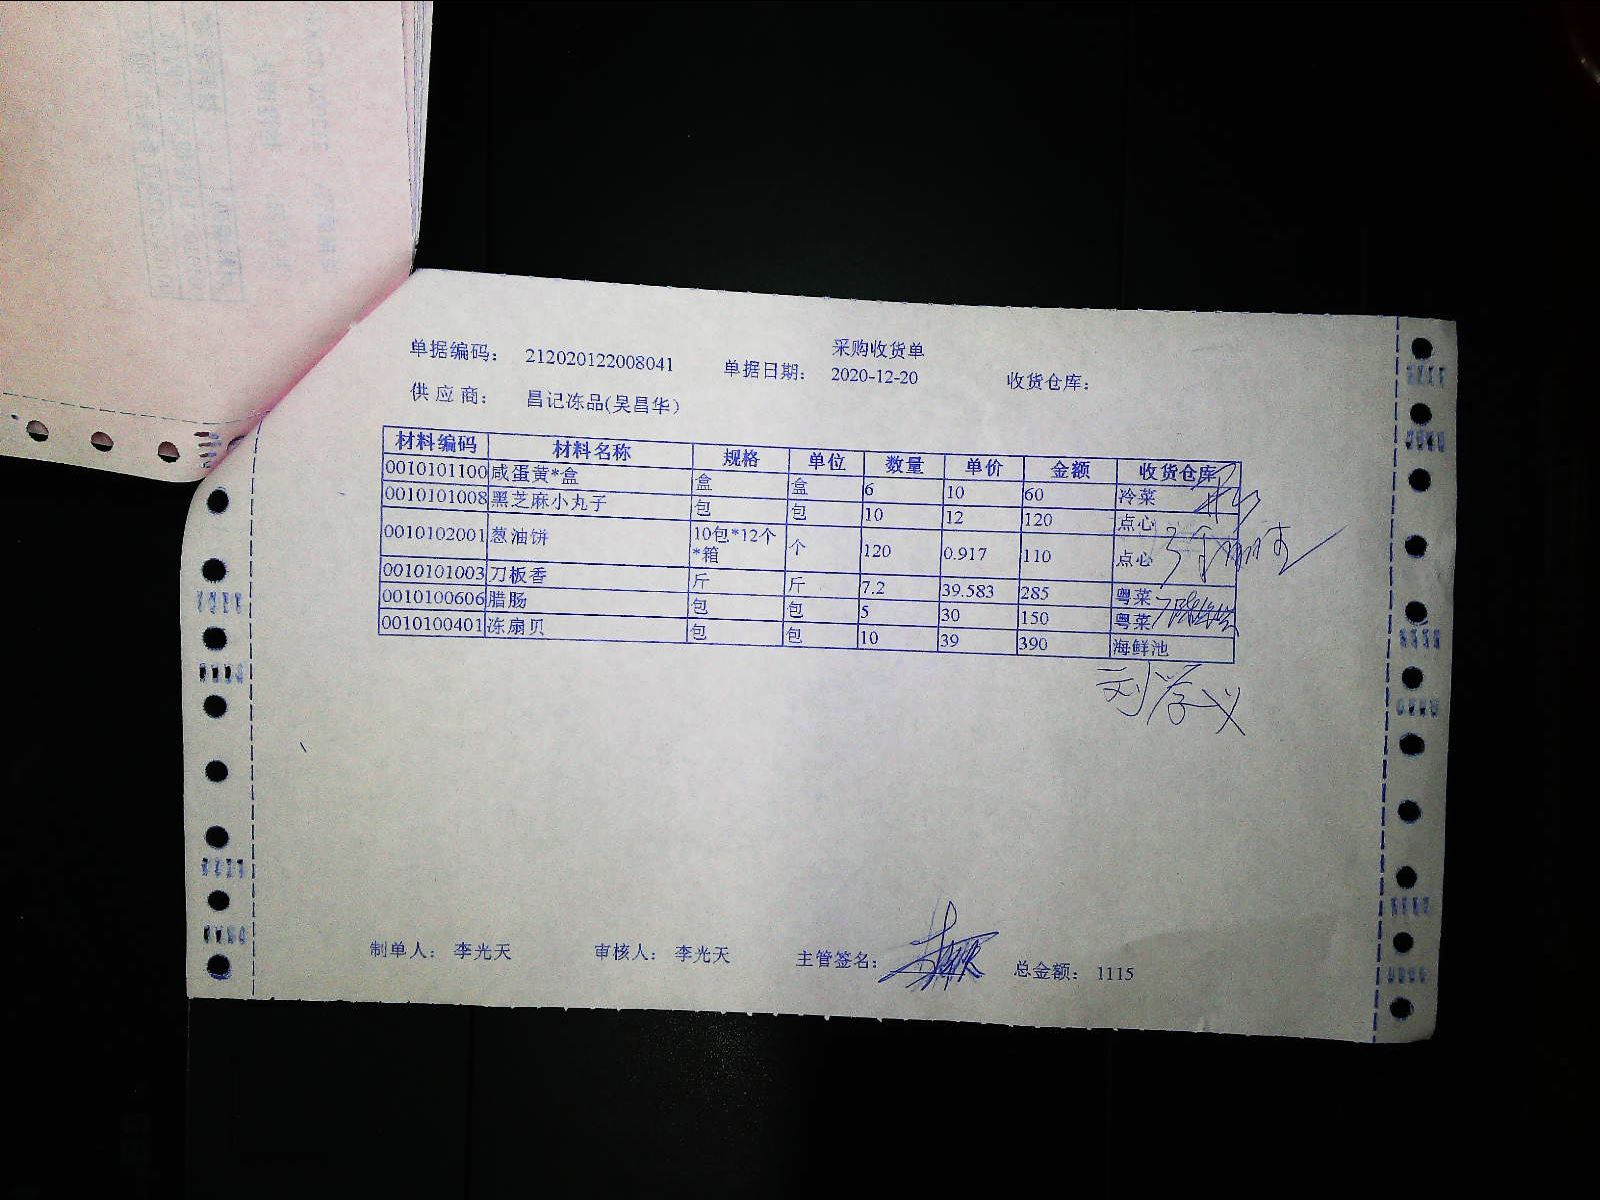 采购收货单
单据编码： 212020122008041 单据日期： 2020-12-20 收货仓库：
供 应 商： 昌记冻品(吴昌华)
材料编码 材料名称 规格 单位 数量 单价 金额 收货仓库
0010101100 咸蛋黄*盒 盒 盒 6 10 60 冷菜
0010101008 黑芝麻小丸子 包 包 10 12 120 点心
0010102001 葱油饼 10包*12个*箱 个 120 0.917 110 点心
0010101003 刀板香 斤 斤 7.2 39.583 285 粤菜
0010100606 腊肠 包 包 5 30 150 粤菜
0010100401 冻扇贝 包 包 10 39 390 海鲜池
刘学义
制单人： 李光天 审核人： 李光天 主管签名： 总金额： 1115